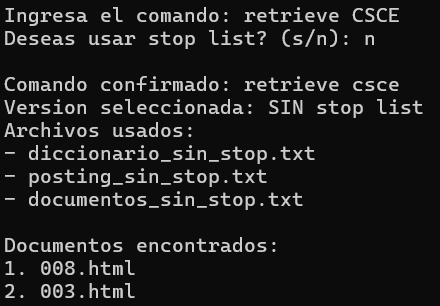 Ingresa el comando: retrieve CSCE
Deseas usar stop list? (s/n): n
Comando confirmado: retrieve csce
Version seleccionada: SIN stop list
Archivos usados:
- diccionario_sin_stop.txt
- posting_sin_stop.txt
- documentos_sin_stop.txt
Documentos encontrados:
1. 008.html
2. 003.html